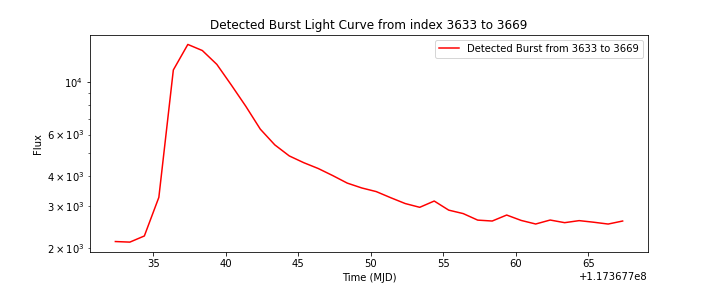 Detected Burst Light Curve from index 3633 to 3669
Detected Burst from 3633 to 3669
Flux
10⁴
6 × 10³
4 × 10³
3 × 10³
2 × 10³
35 40 45 50 55 60 65
Time (MJD)
+1.173677e8